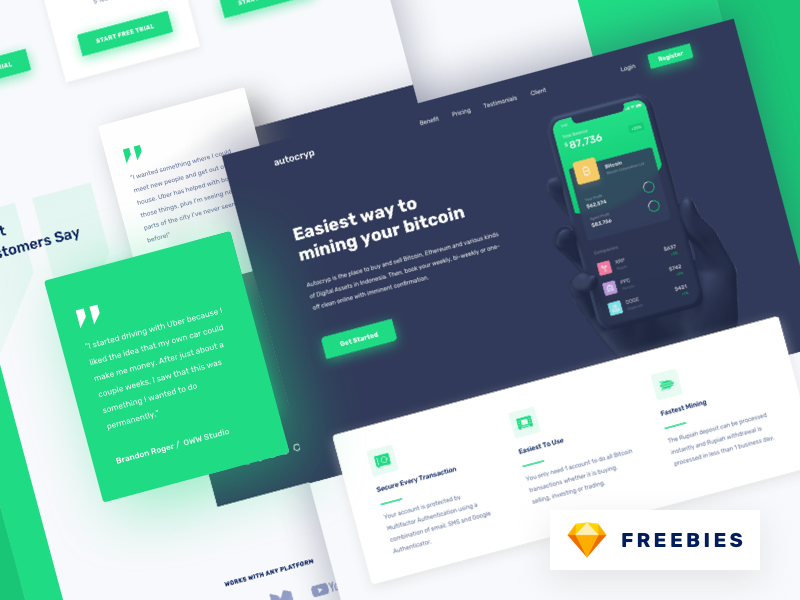 START FREE TRIAL
autocryp
Benefit
Pricing
Testimonials
Client
Login
Register
Easiest way to
mining your bitcoin
Autocryp is the place to buy and sell Bitcoin, Ethereum and various kinds
of Digital Assets in Indonesia. Then, book your weekly, bi-weekly or one-
off clean online with imminent confirmation.
Get Started
$87,736
Bitcoin
$62,576
$82,756
XRP
$637
PPC
$742
DOGE
$421
"I wanted something where I could
meet new people and get out o
house. Uber has helped with bo
those things, plus I'm seeing n
parts of the city I've never see
before!"
stomers Say
"I started driving with Uber because I
liked the idea that my own car could
make me money. After just about a
couple weeks, I saw that this was
something I wanted to do
permanently."
Brandon Roger / OWW Studio
Secure Every Transaction
Your account is protected by
Multifactor Authentication using a
combination of email, SMS and Google
Authenticator.
Easiest To Use
You only need 1 account to do all Bitcoin
transactions whether it is buying,
selling, investing or trading.
Fastest Mining
The Rupiah deposit can be processed
instantly and Rupiah withdrawal is
processed in less than 1 business day.
WORKS WITH ANY PLATFORM
FREEBIES